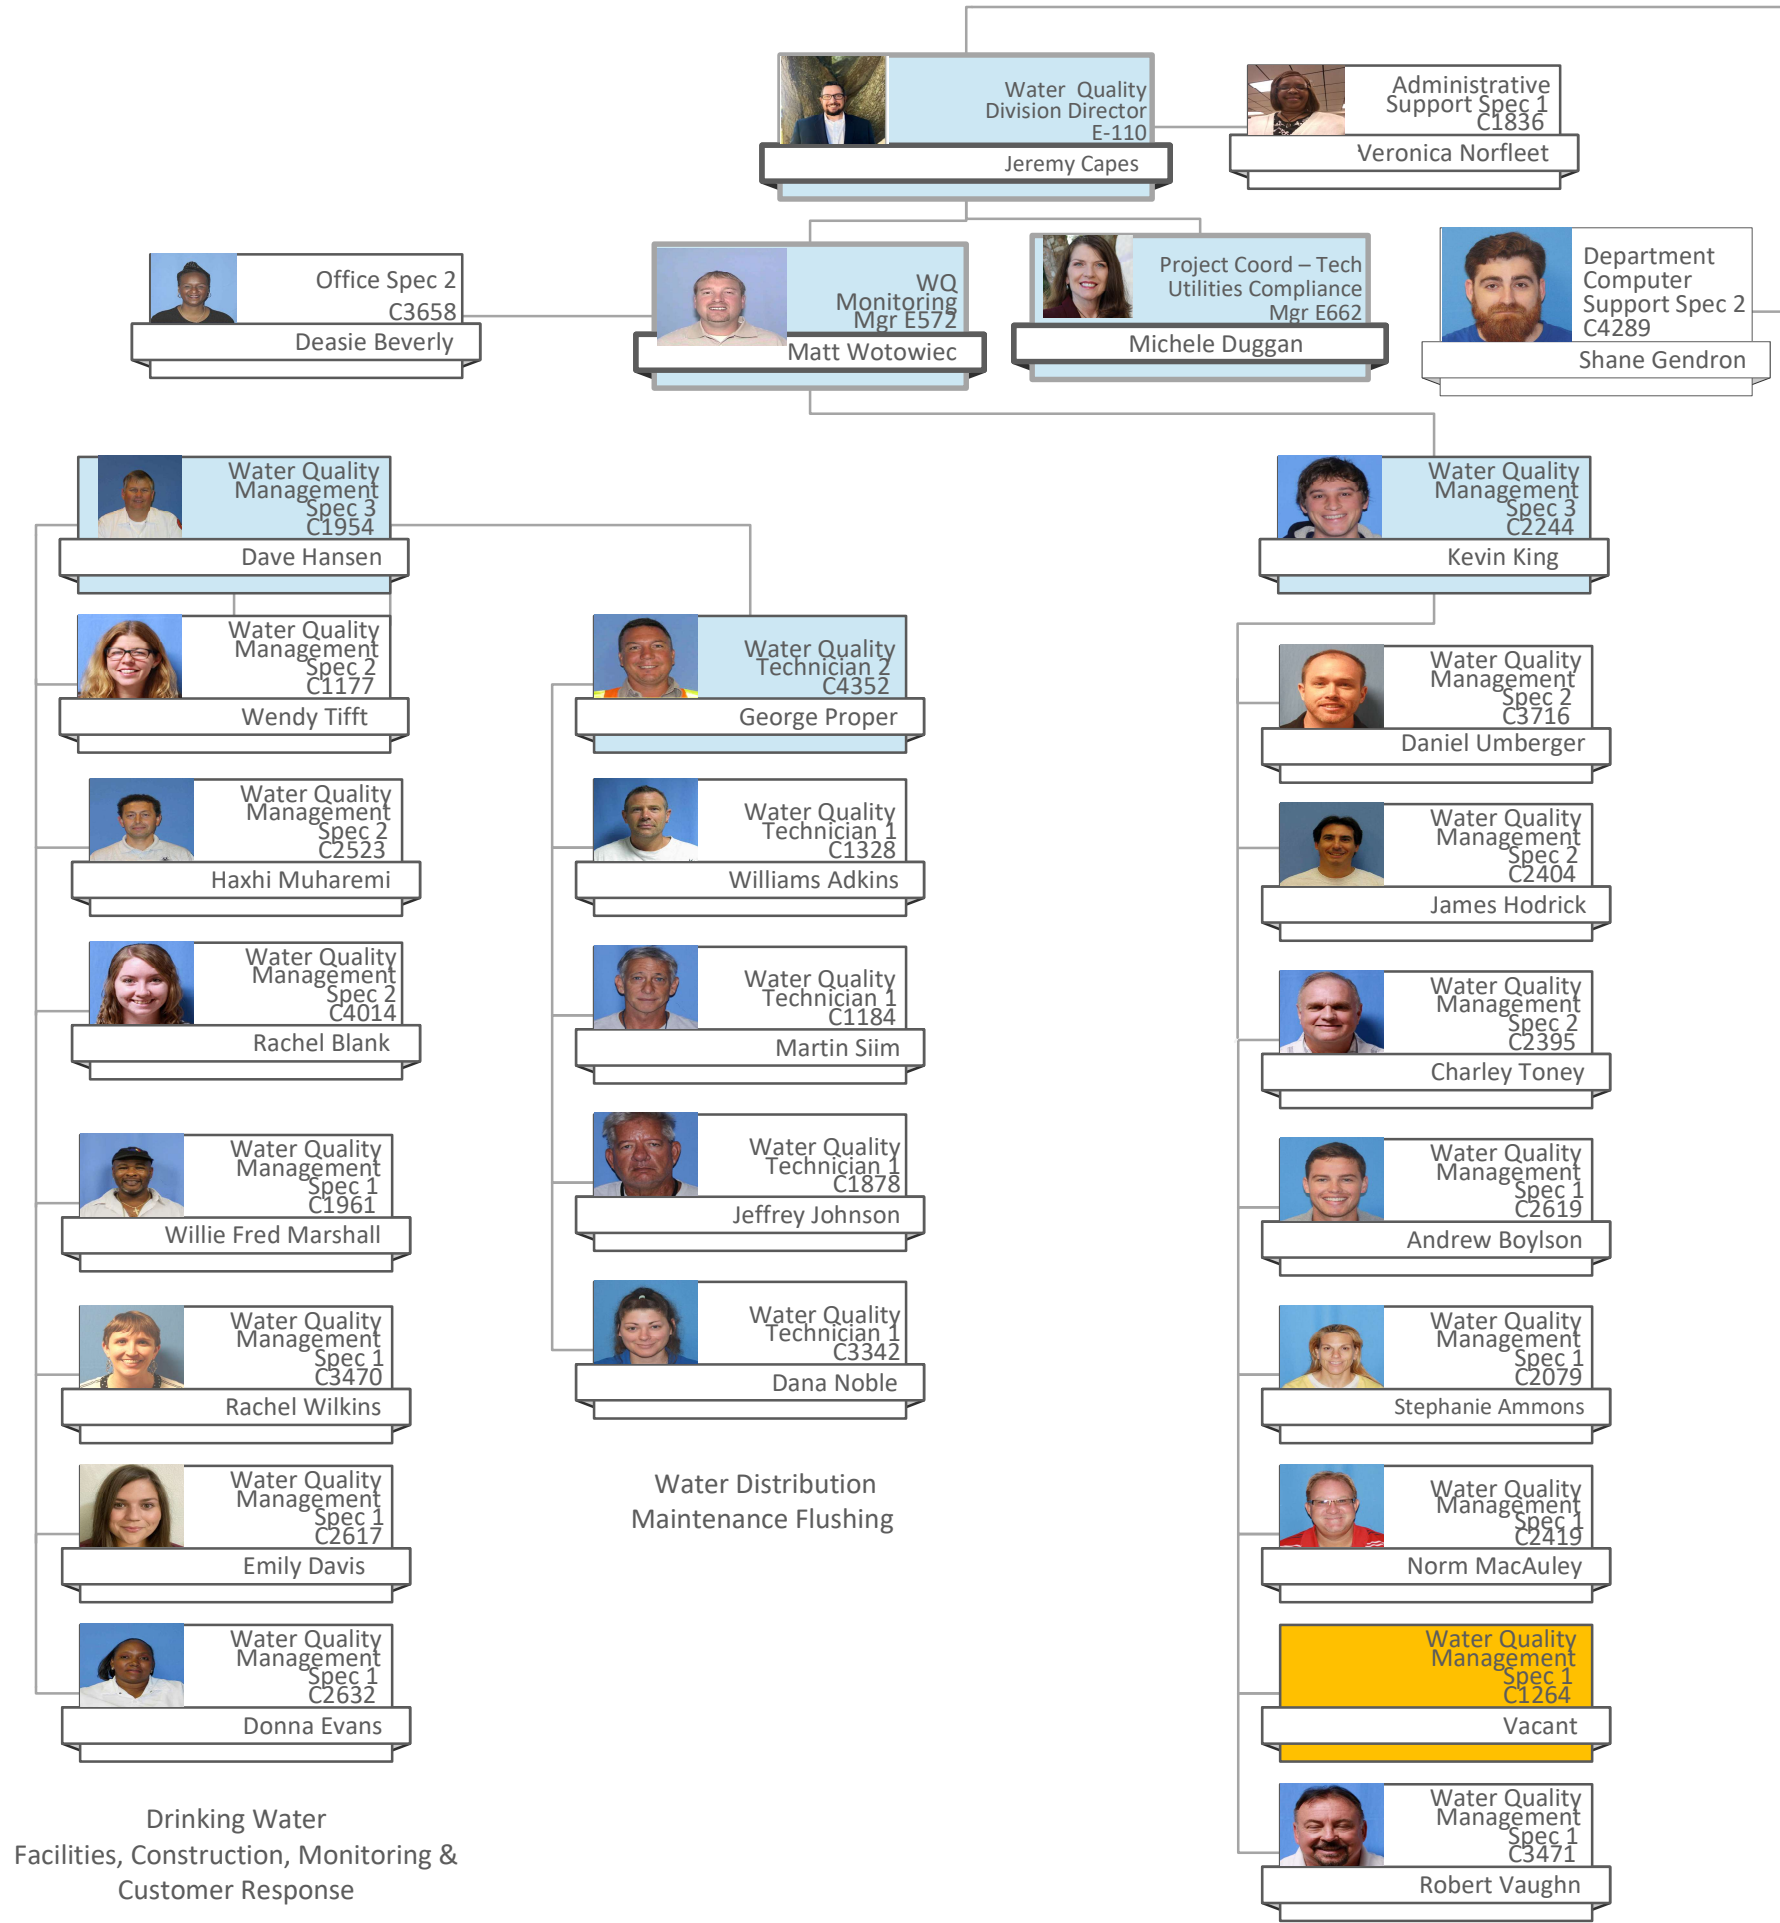 Water Quality
Division Director
E-110
Jeremy Capes
Administrative
Support Spec 1
C1836
Veronica Norfleet
Office Spec 2
C3658
Deasie Beverly
WQ
Monitoring
Mgr E572
Matt Wotowiec
Project Coord – Tech
Utilities Compliance
Mgr E662
Michele Duggan
Department
Computer
Support Spec 2
C4289
Shane Gendron
Water Quality
Management
Spec 3
C1954
Dave Hansen
Water Quality
Management
Spec 2
C1177
Wendy Tifft
Water Quality
Management
Spec 2
C2523
Haxhi Muharemi
Water Quality
Management
Spec 2
C4014
Rachel Blank
Water Quality
Management
Spec 1
C1961
Willie Fred Marshall
Water Quality
Management
Spec 1
C3470
Rachel Wilkins
Water Quality
Management
Spec 1
C2617
Emily Davis
Water Quality
Management
Spec 1
C2632
Donna Evans
Drinking Water
Facilities, Construction, Monitoring &
Customer Response
Water Quality
Technician 2
C4352
George Proper
Water Quality
Technician 1
C1328
Williams Adkins
Water Quality
Technician 1
C1184
Martin Siim
Water Quality
Technician 1
C1878
Jeffrey Johnson
Water Quality
Technician 1
C3342
Dana Noble
Water Distribution
Maintenance Flushing
Water Quality
Management
Spec 3
C2244
Kevin King
Water Quality
Management
Spec 2
C3716
Daniel Umberger
Water Quality
Management
Spec 2
C2404
James Hodrick
Water Quality
Management
Spec 2
C2395
Charley Toney
Water Quality
Management
Spec 1
C2619
Andrew Boylson
Water Quality
Management
Spec 1
C2079
Stephanie Ammons
Water Quality
Management
Spec 1
C2419
Norm MacAuley
Water Quality
Management
Spec 1
C1264
Vacant
Water Quality
Management
Spec 1
C3471
Robert Vaughn